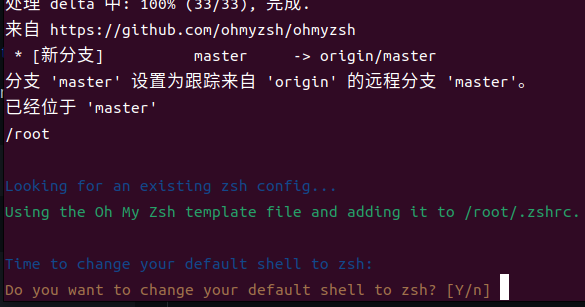 处理 delta 中: 100% (33/33), 完成.
来自 https://github.com/ohmyzsh/ohmyzsh
 * [新分支]          master     -> origin/master
分支 'master' 设置为跟踪来自 'origin' 的远程分支 'master'。
已经位于 'master'
/root
Looking for an existing zsh config...
Using the Oh My Zsh template file and adding it to /root/.zshrc.
Time to change your default shell to zsh:
Do you want to change your default shell to zsh? [Y/n]